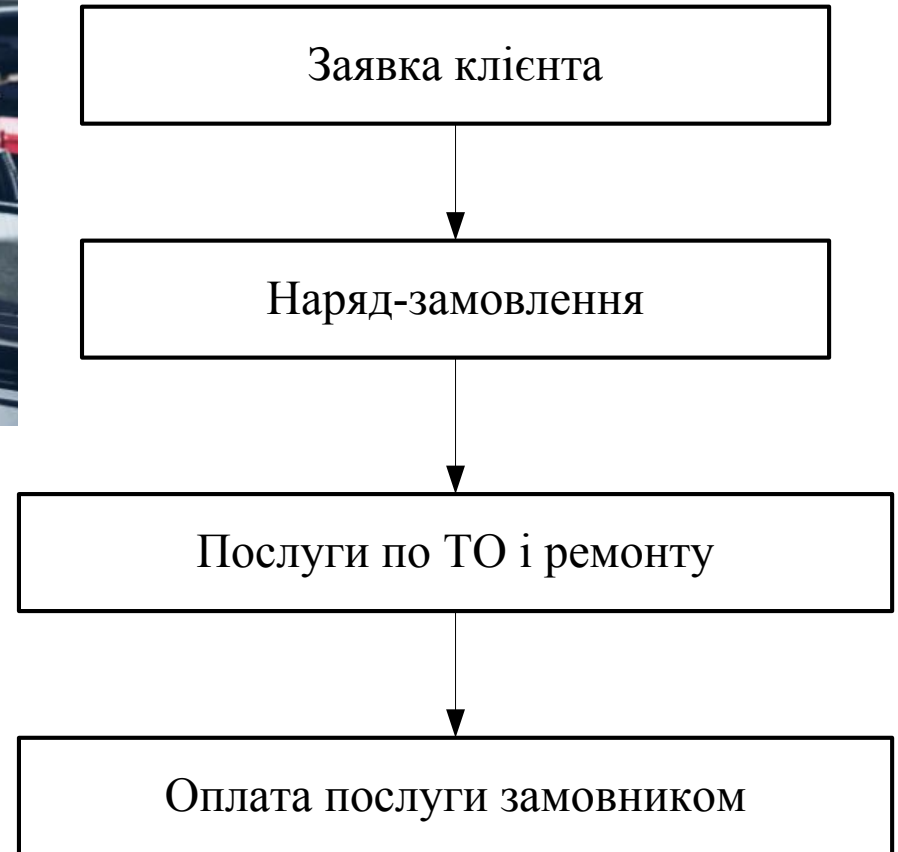 Заявка клієнта
Наряд-замовлення
Послуги по ТО і ремонту
Оплата послуги замовником